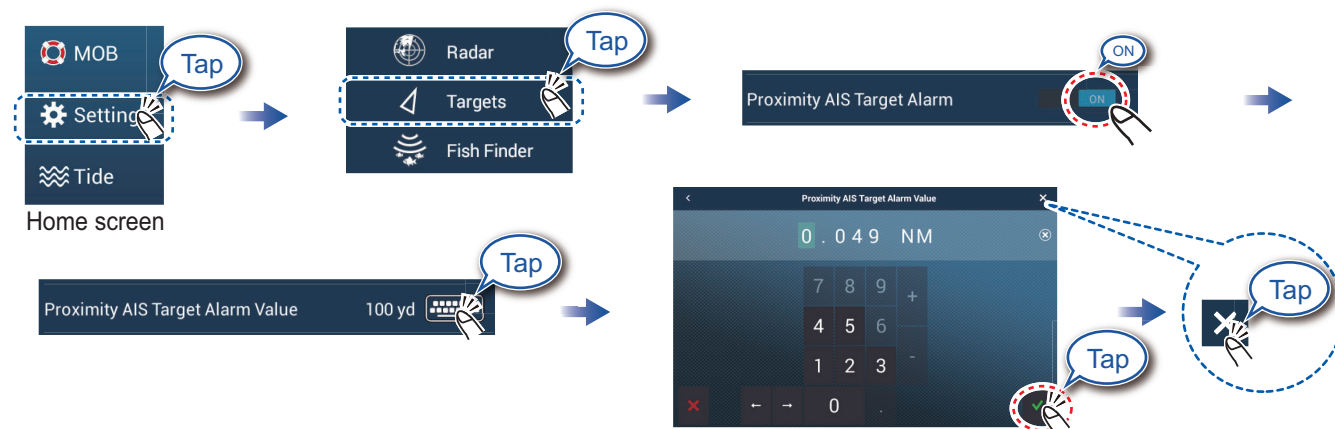 MOB
Tap
Setting
Tide
Home screen
Radar
Tap
Targets
Fish Finder
ON
Proximity AIS Target Alarm
ON
Proximity AIS Target Alarm Value
100 yd
Tap
Proximity AIS Target Alarm Value
0.049 NM
7 8 9 +
4 5 6
1 2 3 -
← → 0 .
Tap
Tap